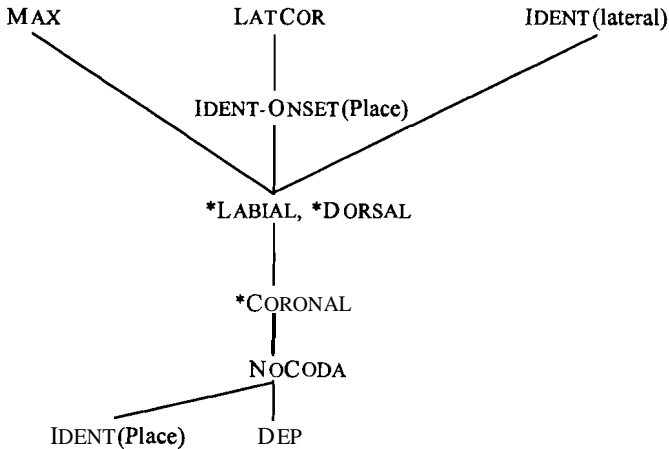 MAX LATCOR IDENT(lateral)
IDENT-ONSET(Place)
*LABIAL, *DORSAL
*CORONAL
NOCODA
IDENT(Place) DEP